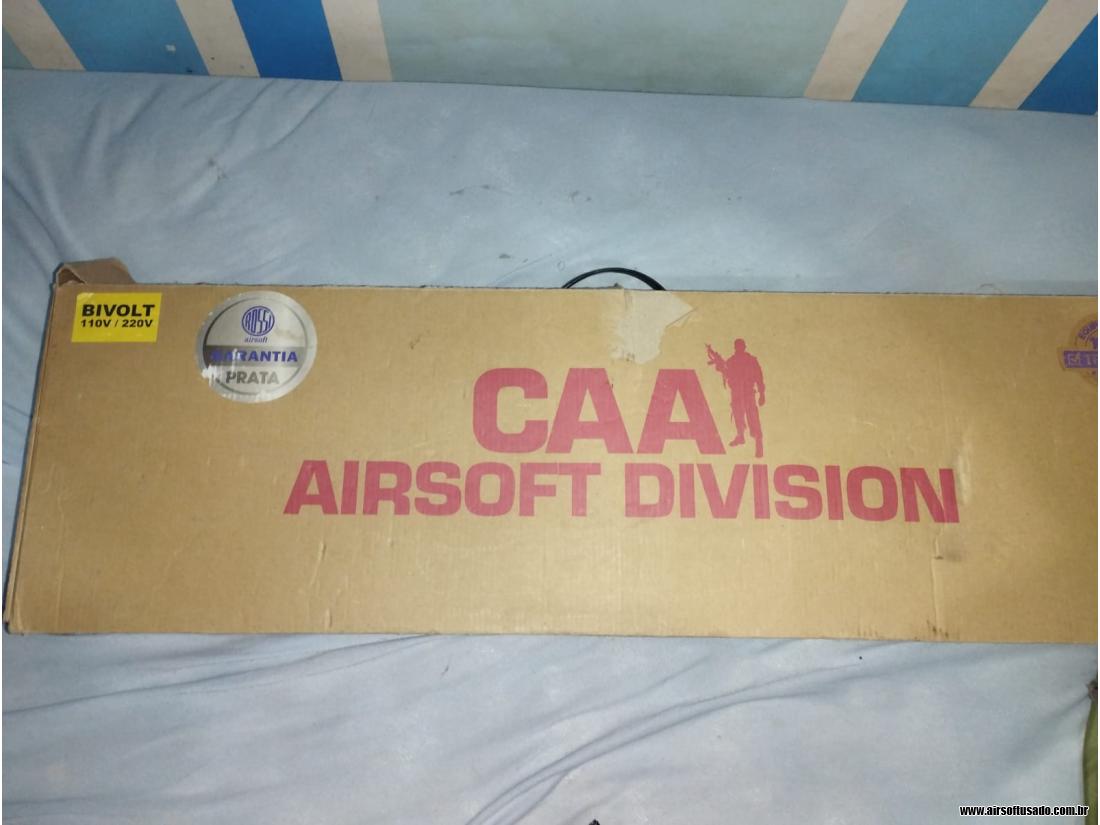 BIVOLT
110V / 220V
ROSSI
airsoft
GARANTIA
PRATA
CAA
AIRSOFT DIVISION
www.airsoftusado.com.br